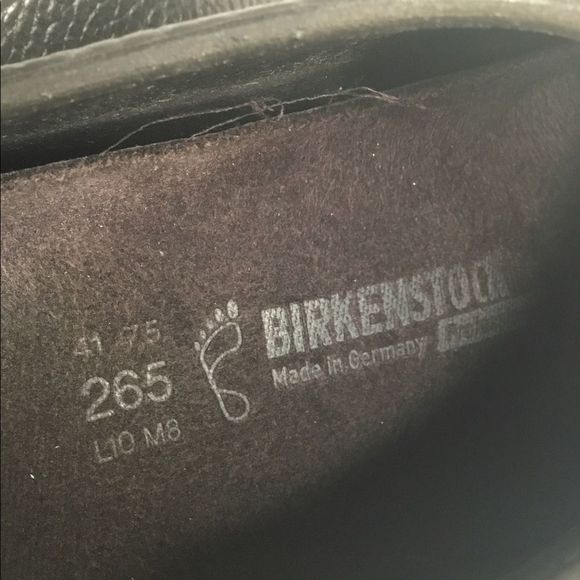 41 7.5
265
L10 M8
BIRKENSTOCK
Made in Germany